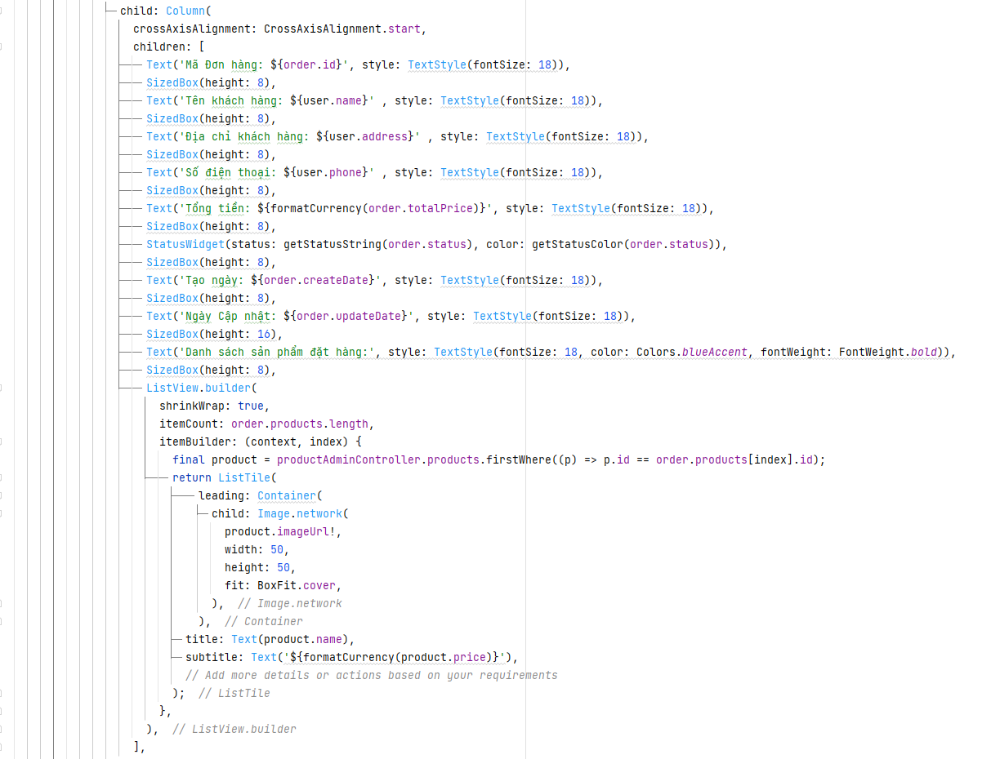 child: Column(
crossAxisAlignment: CrossAxisAlignment.start,
children: [
Text('Mã Đơn hàng: ${order.id}', style: TextStyle(fontSize: 18)),
SizedBox(height: 8),
Text('Tên khách hàng: ${user.name}' , style: TextStyle(fontSize: 18)),
SizedBox(height: 8),
Text('Địa chỉ khách hàng: ${user.address}' , style: TextStyle(fontSize: 18)),
SizedBox(height: 8),
Text('Số điện thoại: ${user.phone}' , style: TextStyle(fontSize: 18)),
SizedBox(height: 8),
Text('Tổng tiền: ${formatCurrency(order.totalPrice)}', style: TextStyle(fontSize: 18)),
SizedBox(height: 8),
StatusWidget(status: getStatusString(order.status), color: getStatusColor(order.status)),
SizedBox(height: 8),
Text('Tạo ngày: ${order.createDate}', style: TextStyle(fontSize: 18)),
SizedBox(height: 8),
Text('Ngày Cập nhật: ${order.updateDate}', style: TextStyle(fontSize: 18)),
SizedBox(height: 16),
Text('Danh sách sản phẩm đặt hàng:', style: TextStyle(fontSize: 18, color: Colors.blueAccent, fontWeight: FontWeight.bold)),
SizedBox(height: 8),
ListView.builder(
shrinkWrap: true,
itemCount: order.products.length,
itemBuilder: (context, index) {
final product = productAdminController.products.firstWhere((p) => p.id == order.products[index].id);
return ListTile(
leading: Container(
child: Image.network(
product.imageUrl!,
width: 50,
height: 50,
fit: BoxFit.cover,
), // Image.network
), // Container
title: Text(product.name),
subtitle: Text('${formatCurrency(product.price)}'),
// Add more details or actions based on your requirements
); // ListTile
},
), // ListView.builder
],